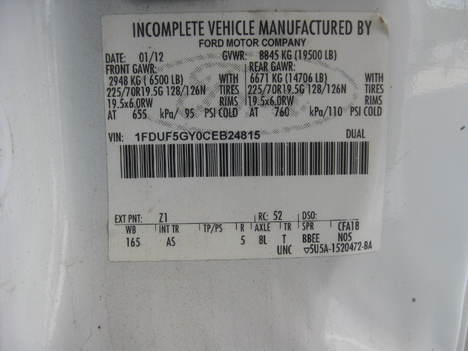 INCOMPLETE VEHICLE MANUFACTURED BY
FORD MOTOR COMPANY
DATE: 01/12 GVWR: 8845 KG (19500 LB)
FRONT GAWR: REAR GAWR:
2948 KG (6500 LB) WITH 6671 KG (14706 LB) WITH
225/70R19.5G 128/126N TIRES 225/70R19.5G 128/126N TIRES
19.5x6.0RW RIMS 19.5x6.0RW RIMS
AT 655 kPa/ 95 PSI COLD AT 760 kPa/110 PSI COLD
VIN: 1FDUF5GY0CEB24815 DUAL
EXT PNT: Z1 RC: 52 DSO:
WB INT TR TP/PS R AXLE TR SPR CFA18
165 AS 5 8L T BBEE N05
UNC ▽5U5A-1520472-BA